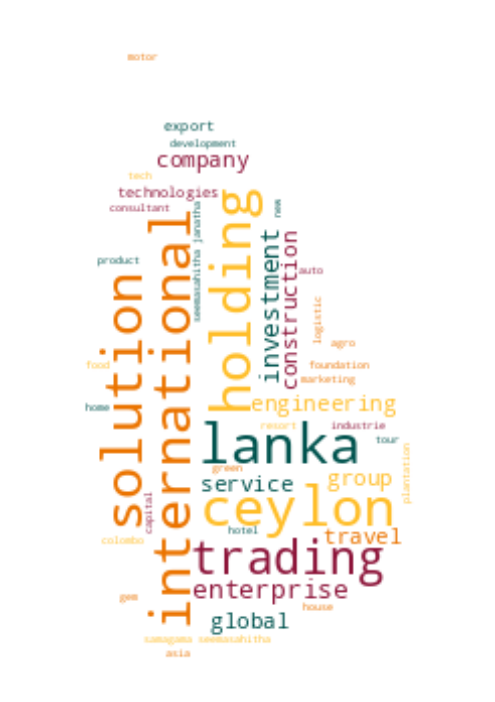 motor
export
development
company
tech
technologies
consultant
holding
new
seemasahitha janatha
international
investment
construction
product
auto
solution
logistic
agro
food
foundation
marketing
home
engineering
lanka
resort
industrie
tour
green
plantation
service
group
ceylon
capital
hotel
travel
colombo
trading
enterprise
gem
house
global
samagama seemasahitha
asia